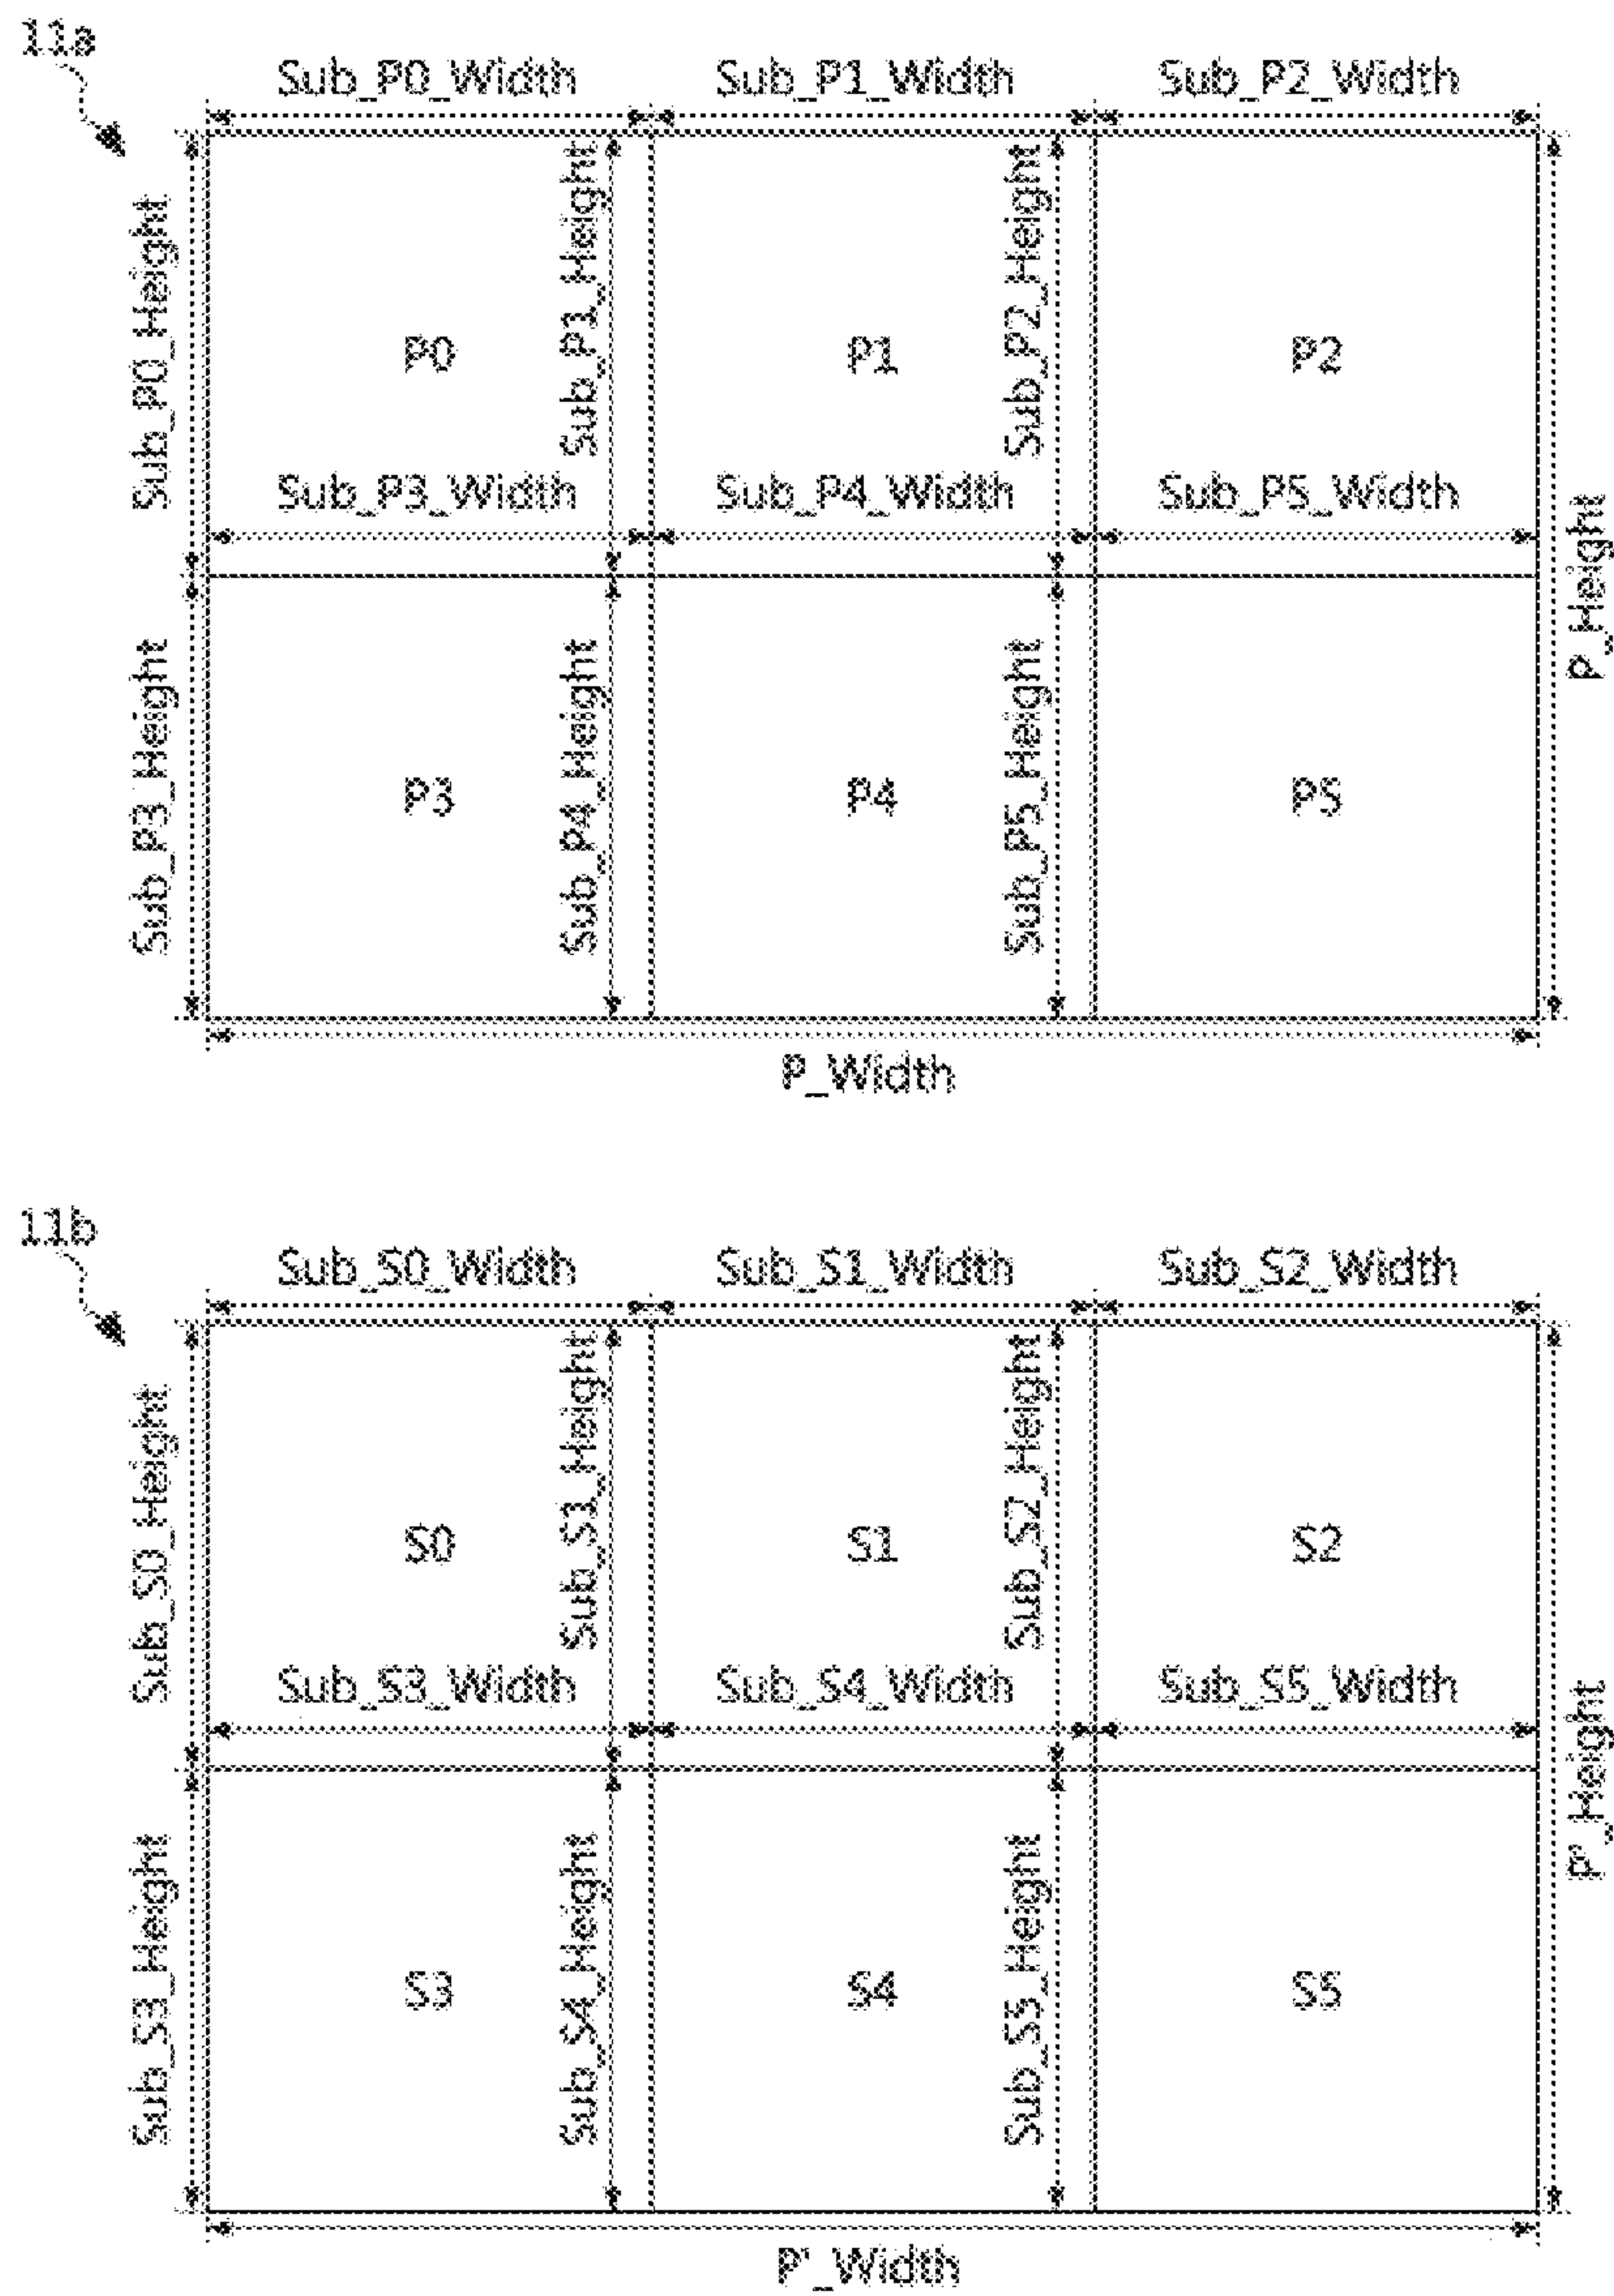 11a
Sub_P0_Width Sub_P1_Width Sub_P2_Width
Sub_P0_Height
Sub_P1_Height
Sub_P2_Height
P0 P1 P2
Sub_P3_Width Sub_P4_Width Sub_P5_Width
P_Height
Sub_P3_Height
Sub_P4_Height
Sub_P5_Height
P3 P4 P5
P_Width
11b
Sub_S0_Width Sub_S1_Width Sub_S2_Width
Sub_S0_Height
Sub_S1_Height
Sub_S2_Height
S0 S1 S2
Sub_S3_Width Sub_S4_Width Sub_S5_Width
P'_Height
Sub_S3_Height
Sub_S4_Height
Sub_S5_Height
S3 S4 S5
P'_Width